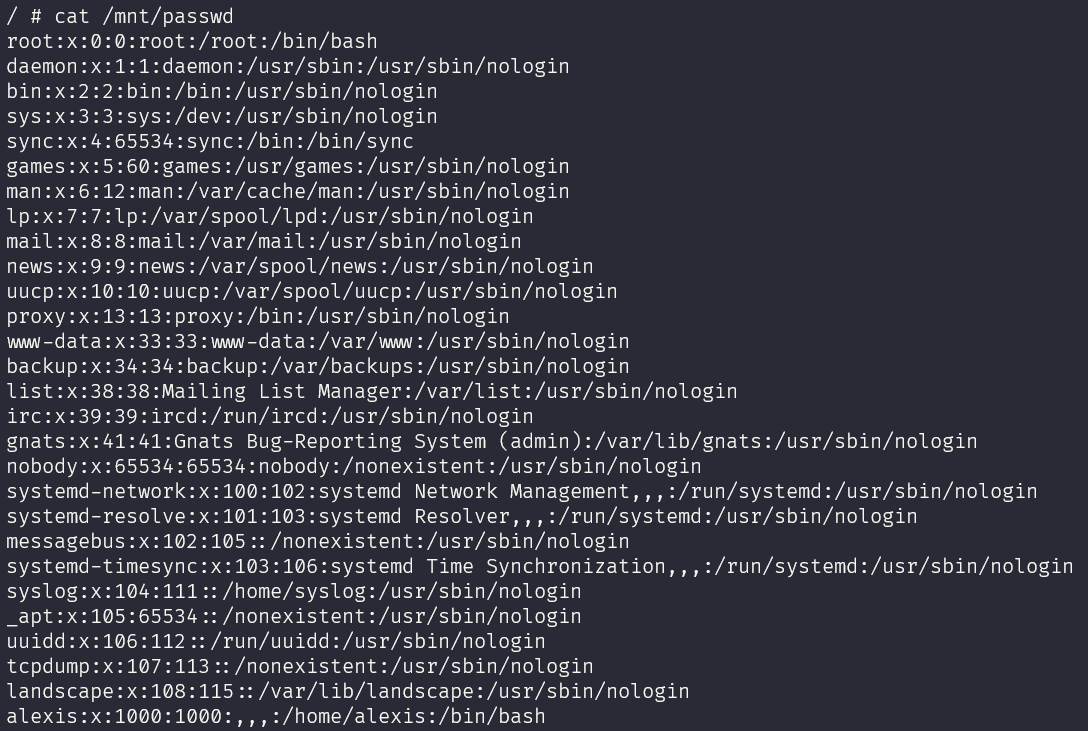 / # cat /mnt/passwd
root:x:0:0:root:/root:/bin/bash
daemon:x:1:1:daemon:/usr/sbin:/usr/sbin/nologin
bin:x:2:2:bin:/bin:/usr/sbin/nologin
sys:x:3:3:sys:/dev:/usr/sbin/nologin
sync:x:4:65534:sync:/bin:/bin/sync
games:x:5:60:games:/usr/games:/usr/sbin/nologin
man:x:6:12:man:/var/cache/man:/usr/sbin/nologin
lp:x:7:7:lp:/var/spool/lpd:/usr/sbin/nologin
mail:x:8:8:mail:/var/mail:/usr/sbin/nologin
news:x:9:9:news:/var/spool/news:/usr/sbin/nologin
uucp:x:10:10:uucp:/var/spool/uucp:/usr/sbin/nologin
proxy:x:13:13:proxy:/bin:/usr/sbin/nologin
www-data:x:33:33:www-data:/var/www:/usr/sbin/nologin
backup:x:34:34:backup:/var/backups:/usr/sbin/nologin
list:x:38:38:Mailing List Manager:/var/list:/usr/sbin/nologin
irc:x:39:39:ircd:/run/ircd:/usr/sbin/nologin
gnats:x:41:41:Gnats Bug-Reporting System (admin):/var/lib/gnats:/usr/sbin/nologin
nobody:x:65534:65534:nobody:/nonexistent:/usr/sbin/nologin
systemd-network:x:100:102:systemd Network Management,,,:/run/systemd:/usr/sbin/nologin
systemd-resolve:x:101:103:systemd Resolver,,,:/run/systemd:/usr/sbin/nologin
messagebus:x:102:105::/nonexistent:/usr/sbin/nologin
systemd-timesync:x:103:106:systemd Time Synchronization,,,:/run/systemd:/usr/sbin/nologin
syslog:x:104:111::/home/syslog:/usr/sbin/nologin
_apt:x:105:65534::/nonexistent:/usr/sbin/nologin
uuidd:x:106:112::/run/uuidd:/usr/sbin/nologin
tcpdump:x:107:113::/nonexistent:/usr/sbin/nologin
landscape:x:108:115::/var/lib/landscape:/usr/sbin/nologin
alexis:x:1000:1000:,,,:/home/alexis:/bin/bash